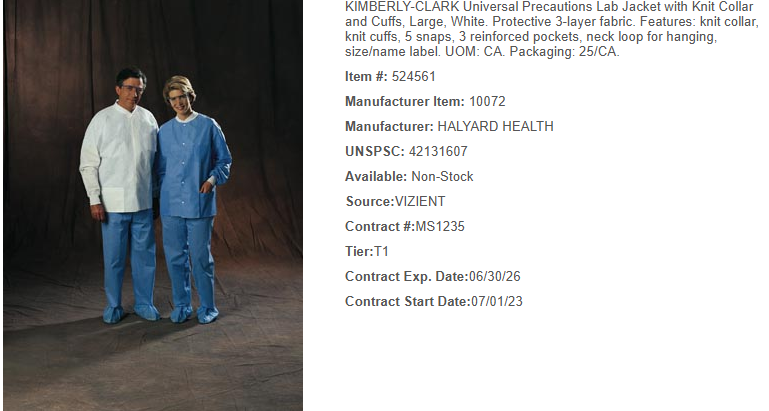 KIMBERLY-CLARK Universal Precautions Lab Jacket with Knit Collar
and Cuffs, Large, White. Protective 3-layer fabric. Features: knit collar,
knit cuffs, 5 snaps, 3 reinforced pockets, neck loop for hanging,
size/name label. UOM: CA. Packaging: 25/CA.
Item #: 524561
Manufacturer Item: 10072
Manufacturer: HALYARD HEALTH
UNSPSC: 42131607
Available: Non-Stock
Source:VIZIENT
Contract #:MS1235
Tier:T1
Contract Exp. Date:06/30/26
Contract Start Date:07/01/23